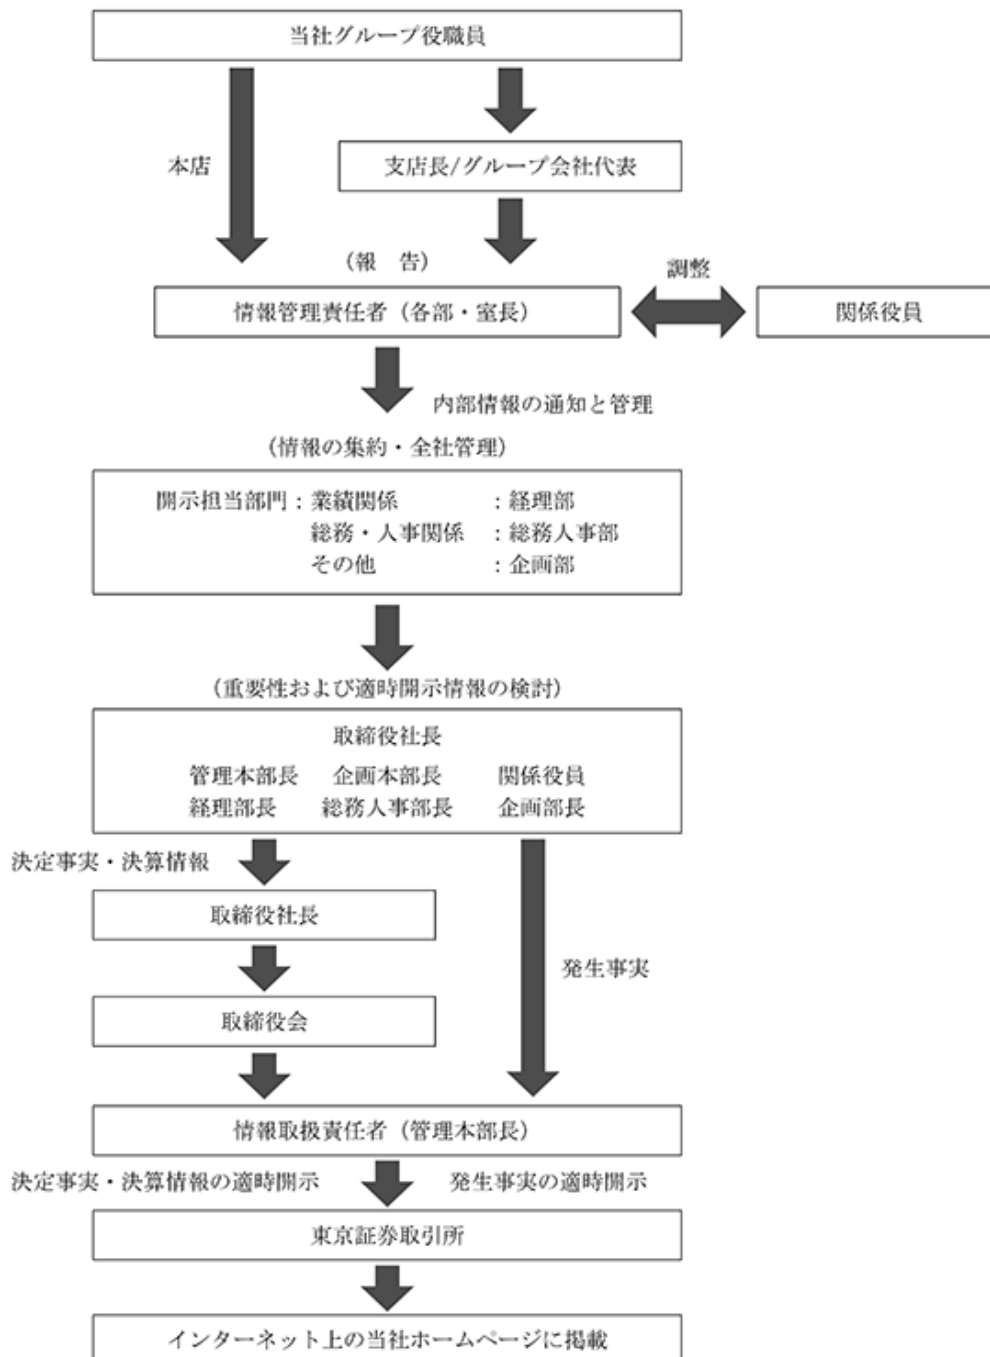 当社グループ役職員
本店
支店長/グループ会社代表
（報　告）
調整
情報管理責任者（各部・室長）
関係役員
内部情報の通知と管理
（情報の集約・全社管理）
開示担当部門：業績関係　　　　：経理部
総務・人事関係　：総務人事部
その他　　　　　：企画部
（重要性および適時開示情報の検討）
取締役社長
管理本部長　企画本部長　関係役員
経理部長　総務人事部長　企画部長
決定事実・決算情報
取締役社長
発生事実
取締役会
情報取扱責任者（管理本部長）
決定事実・決算情報の適時開示　発生事実の適時開示
東京証券取引所
インターネット上の当社ホームページに掲載